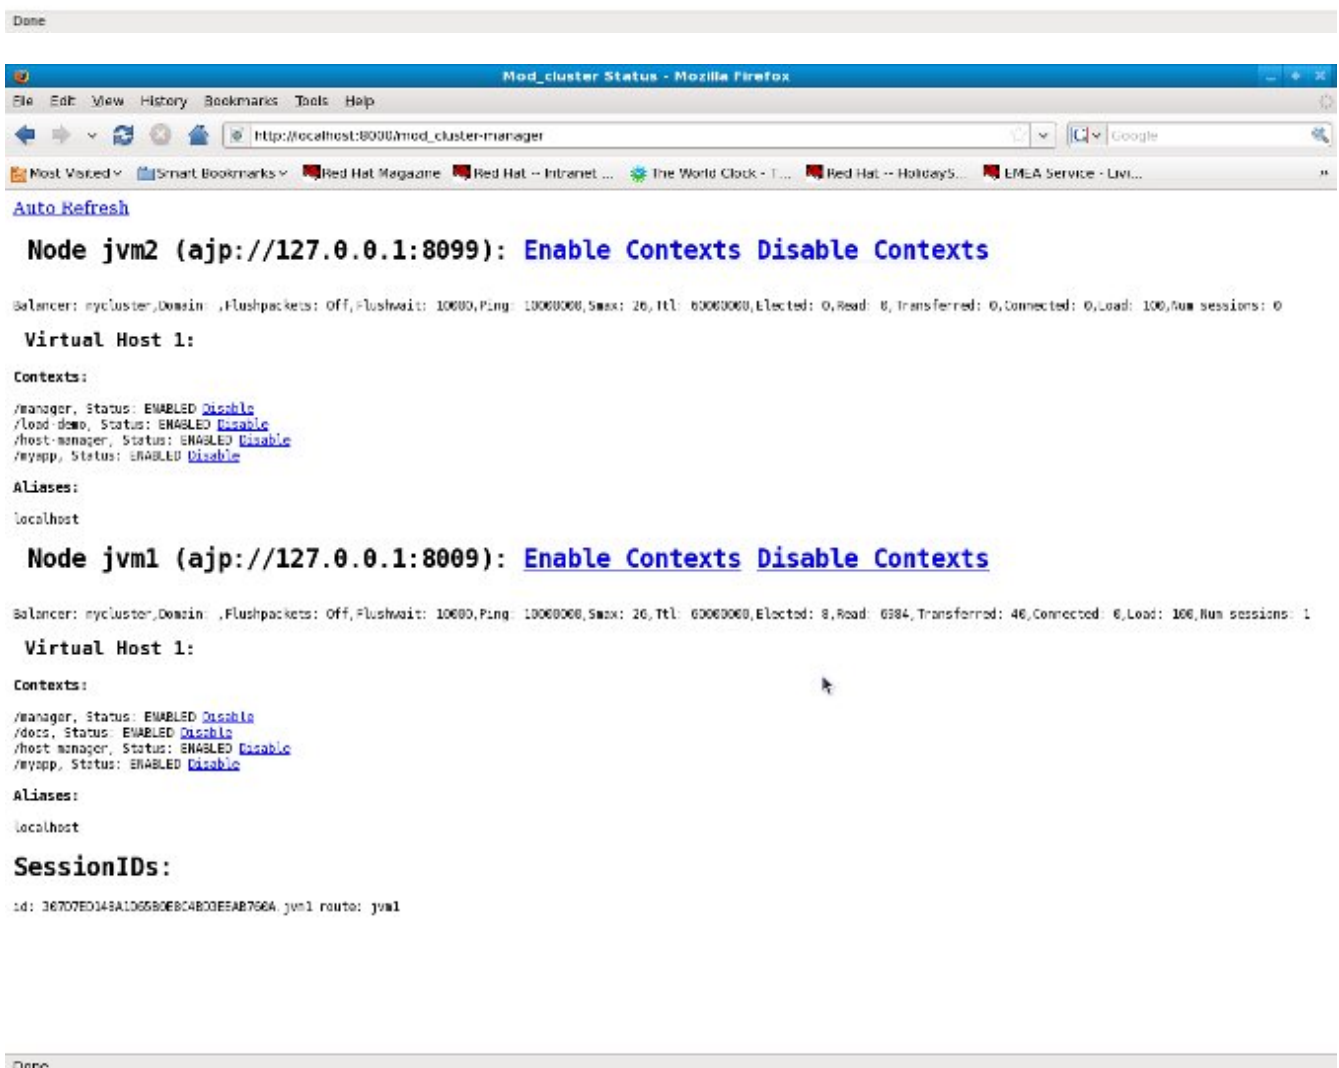 Done
Mod_cluster Status - Mozilla Firefox
File Edit View History Bookmarks Tools Help
http://localhost:8000/mod_cluster-manager Google
Most Visited Smart Bookmarks Red Hat Magazine Red Hat -- Intranet ... The World Clock - T... Red Hat -- HolidayS... EMEA Service - Livi... »
Auto Refresh
Node jvm2 (ajp://127.0.0.1:8099): Enable Contexts Disable Contexts
Balancer: mycluster,Domain: ,Flushpackets: Off,Flushwait: 10000,Ping: 10000000,Smax: 26,Ttl: 60000000,Elected: 0,Read: 0,Transferred: 0,Connected: 0,Load: 100,Num sessions: 0
Virtual Host 1:
Contexts:
/manager, Status: ENABLED Disable
/load-demo, Status: ENABLED Disable
/host-manager, Status: ENABLED Disable
/myapp, Status: ENABLED Disable
Aliases:
localhost
Node jvm1 (ajp://127.0.0.1:8009): Enable Contexts Disable Contexts
Balancer: mycluster,Domain: ,Flushpackets: Off,Flushwait: 10000,Ping: 10000000,Smax: 26,Ttl: 60000000,Elected: 8,Read: 6984,Transferred: 46,Connected: 0,Load: 100,Num sessions: 1
Virtual Host 1:
Contexts:
/manager, Status: ENABLED Disable
/docs, Status: ENABLED Disable
/host-manager, Status: ENABLED Disable
/myapp, Status: ENABLED Disable
Aliases:
localhost
SessionIDs:
id: route: jvm1
Done